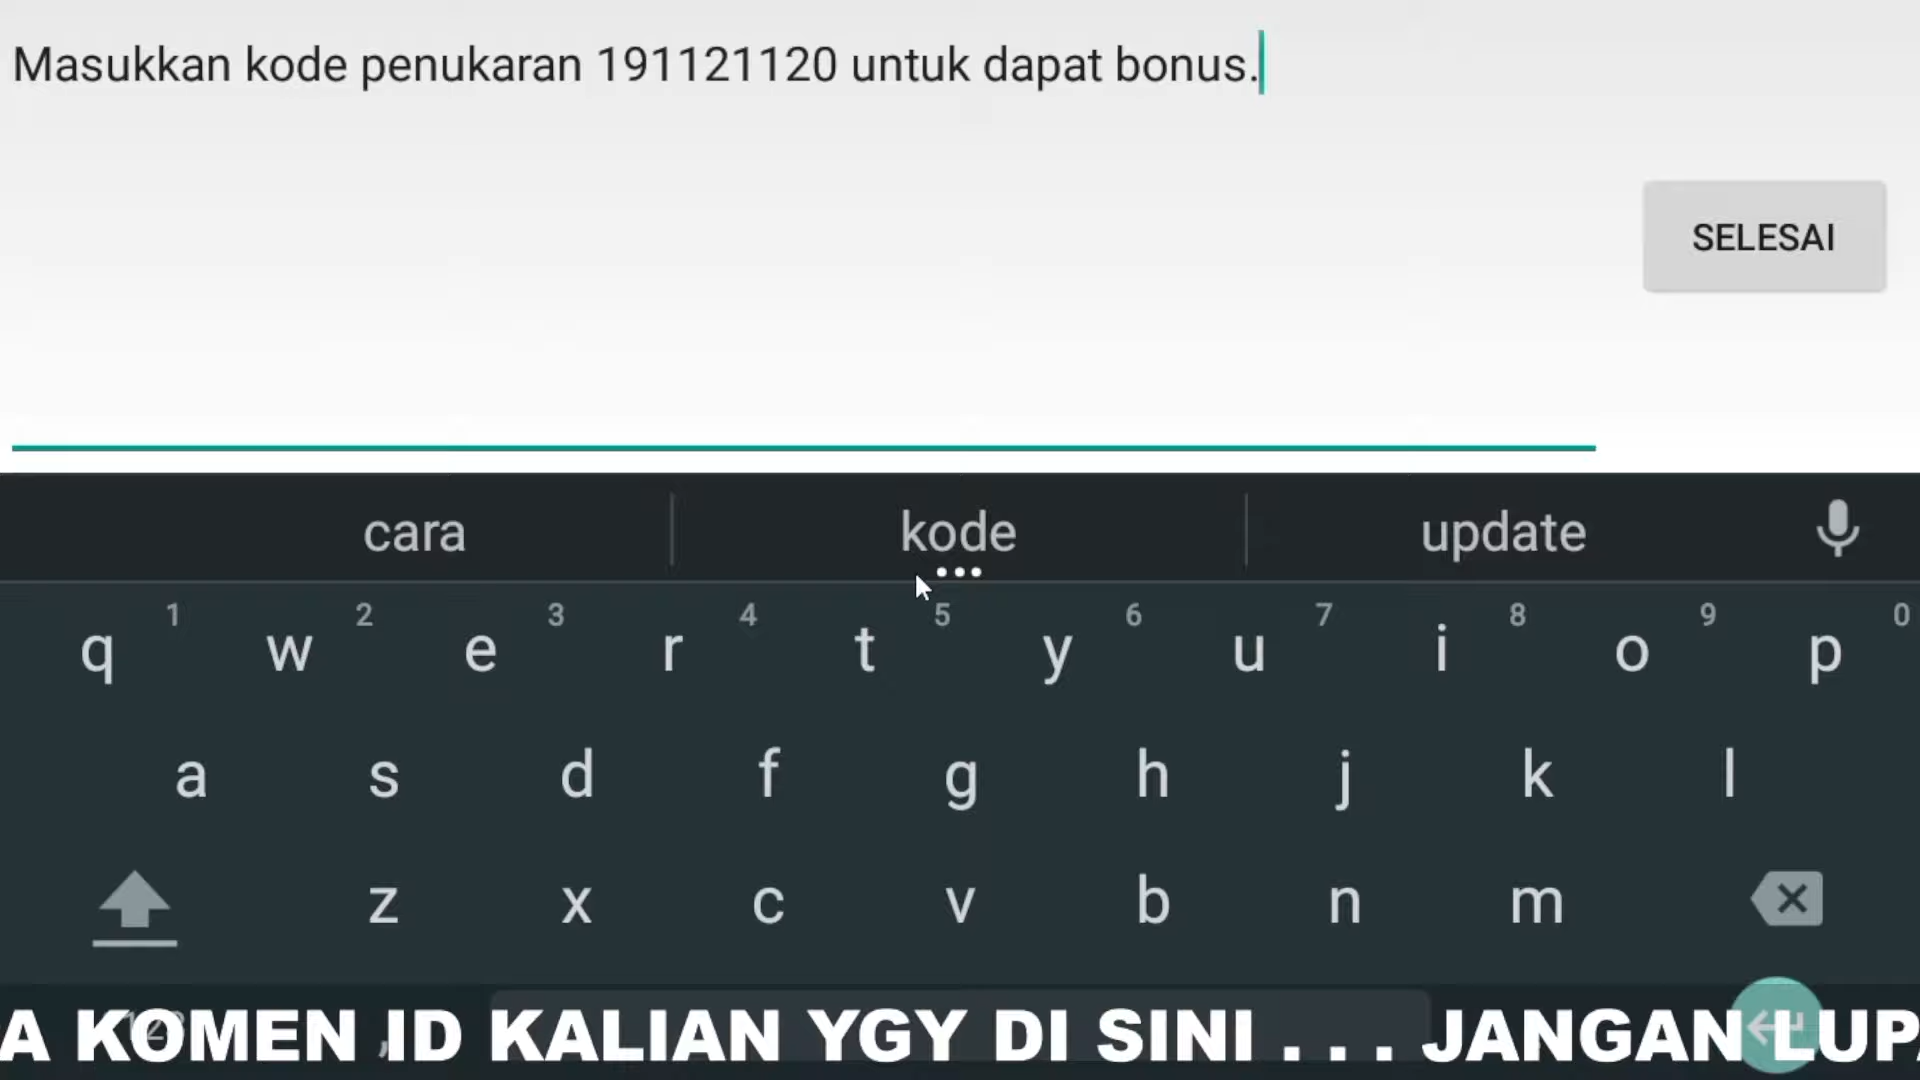 Masukkan kode penukaran 191121120 untuk dapat bonus.
SELESAI
cara kode update
1 2 3 4 5 6 7 8 9 0
q w e r t y u i o p
a s d f g h j k l
z x c v b n m
A KOMEN ID KALIAN YGY DI SINI . . . JANGAN LUPA